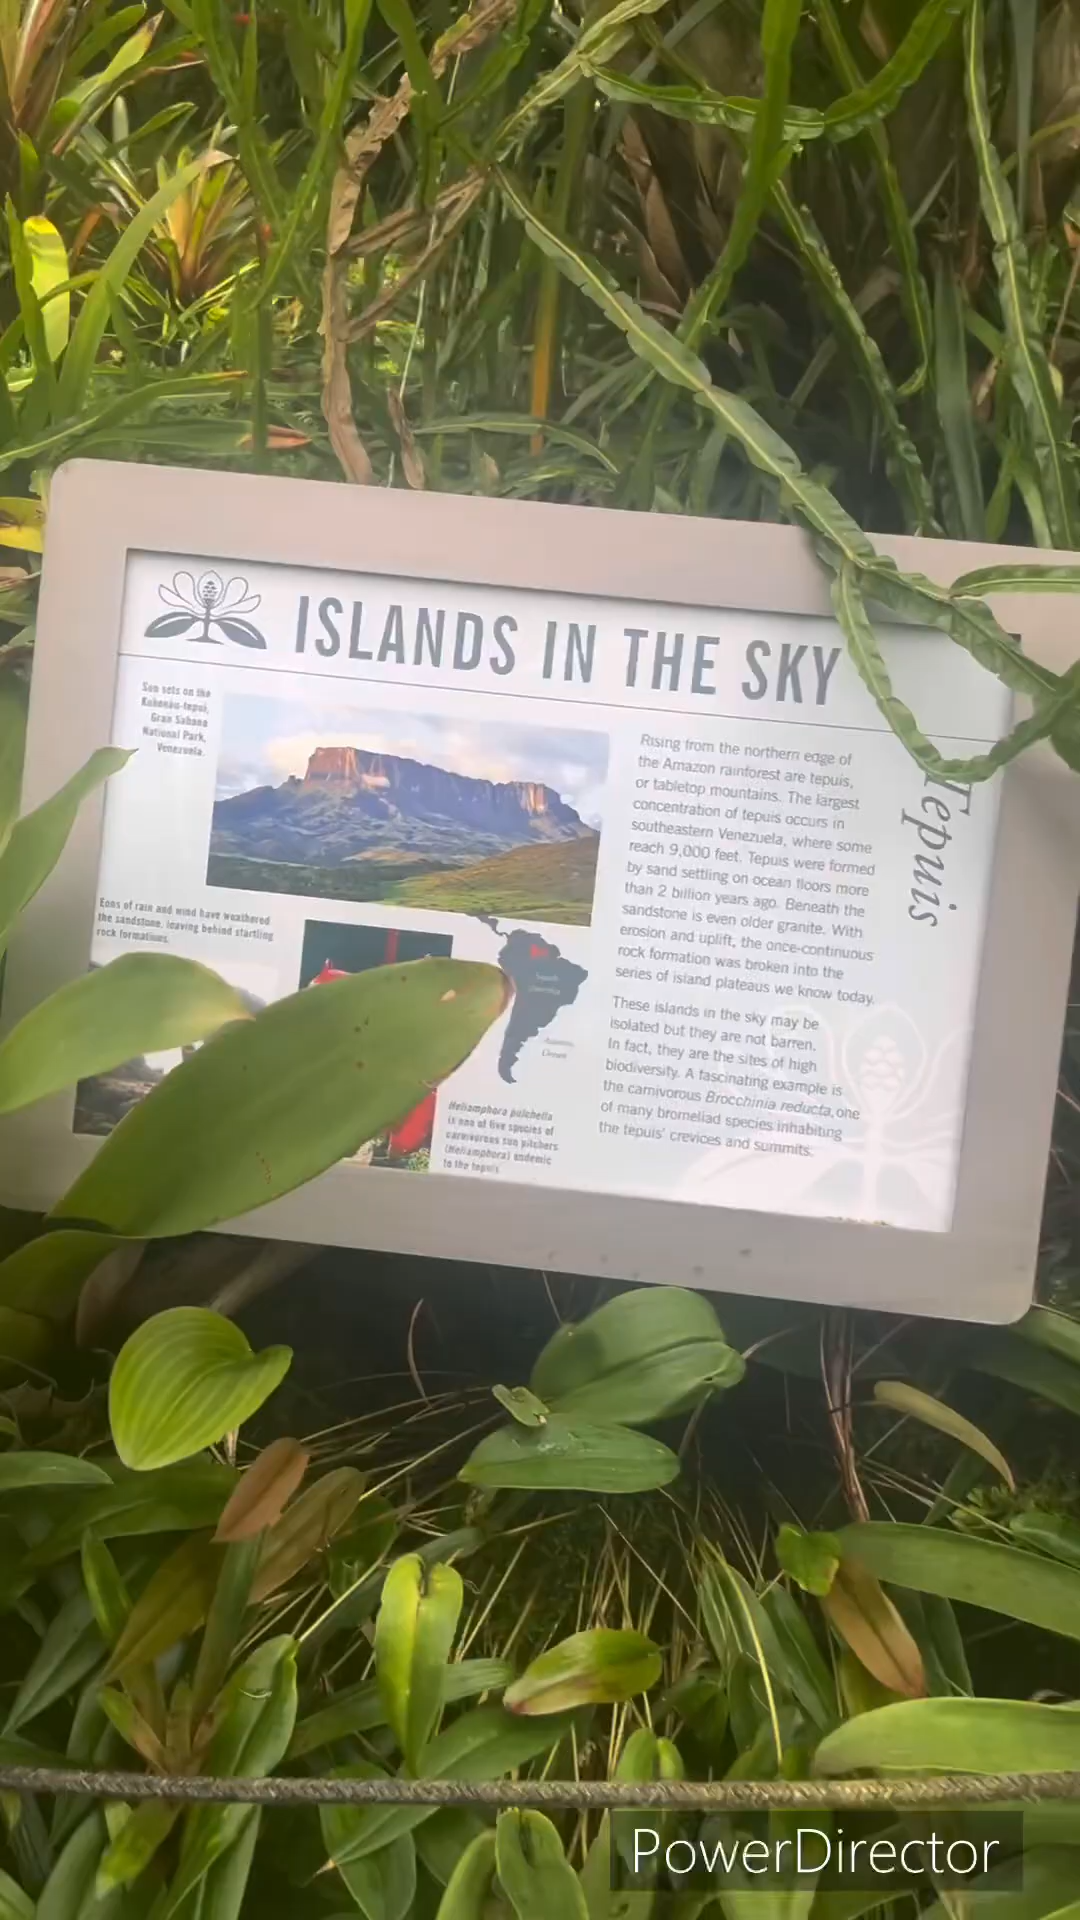 ISLANDS IN THE SKY
Sun sets on the
Kukenán-tepui,
Gran Sabana
National Park,
Venezuela.
Eons of rain and wind have weathered
the sandstone, leaving behind startling
rock formations.
South
America
Atlantic
Ocean
Heliamphora pulchella
is one of five species of
carnivorous sun pitchers
(Heliamphora) endemic
to the tepuis
Rising from the northern edge of
the Amazon rainforest are tepuis,
or tabletop mountains. The largest
concentration of tepuis occurs in
southeastern Venezuela, where some
reach 9,000 feet. Tepuis were formed
by sand settling on ocean floors more
than 2 billion years ago. Beneath the
sandstone is even older granite. With
erosion and uplift, the once-continuous
rock formation was broken into the
series of island plateaus we know today.
These islands in the sky may be
isolated but they are not barren.
In fact, they are the sites of high
biodiversity. A fascinating example is
the carnivorous Brocchinia reducta, one
of many bromeliad species inhabiting
the tepuis' crevices and summits.
Tepuis
PowerDirector